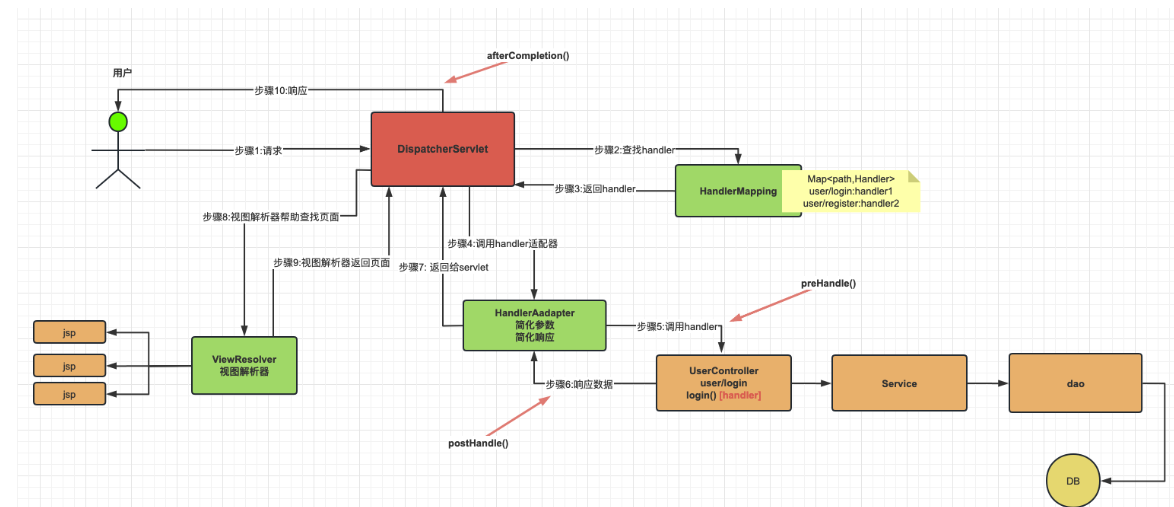 afterCompletion()
用户
步骤10:响应
DispatcherServlet
步骤1:请求
步骤2:查找handler
Map<path,Handler>
user/login:handler1
user/register:handler2
HandlerMapping
步骤3:返回handler
步骤8:视图解析器帮助查找页面
步骤4:调用handler适配器
步骤9:视图解析器返回页面
步骤7: 返回给servlet
preHandle()
HandlerAadapter
简化参数
简化响应
步骤5:调用handler
jsp
jsp
jsp
ViewResolver
视图解析器
步骤6:响应数据
UserController
user/login
login() [handler]
Service
dao
postHandle()
DB